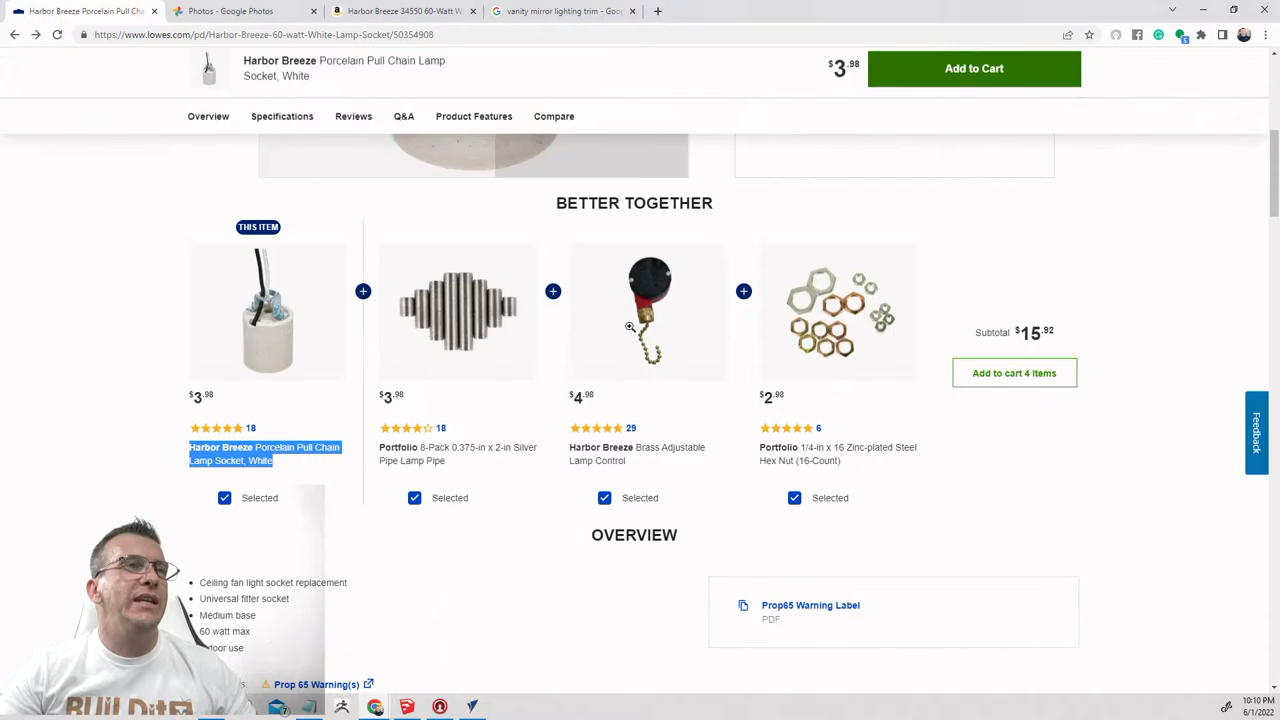 Harbor Breeze Porcelain Pull Chain
Photos - Google Photos
Harbor Breeze 34550 60-Watt W
vanity mirror lighting trim - Goog
https://www.lowes.com/pd/Harbor-Breeze-60-watt-White-Lamp-Socket/50354908
Harbor Breeze Porcelain Pull Chain Lamp
Socket, White
$3.98
Add to Cart
Overview
Specifications
Reviews
Q&A
Product Features
Compare
BETTER TOGETHER
THIS ITEM
$3.98
18
Harbor Breeze Porcelain Pull Chain
Lamp Socket, White
Selected
$3.98
18
Portfolio 8-Pack 0.375-in x 2-in Silver
Pipe Lamp Pipe
Selected
$4.98
29
Harbor Breeze Brass Adjustable
Lamp Control
Selected
$2.98
6
Portfolio 1/4-in x 16 Zinc-plated Steel
Hex Nut (16-Count)
Selected
Subtotal $15.92
Add to cart 4 items
Feedback
OVERVIEW
Ceiling fan light socket replacement
Universal fitter socket
Medium base
60 watt max
door use
Prop65 Warning Label
PDF
Prop 65 Warning(s)
BUILD it
10:10 PM
6/1/2022